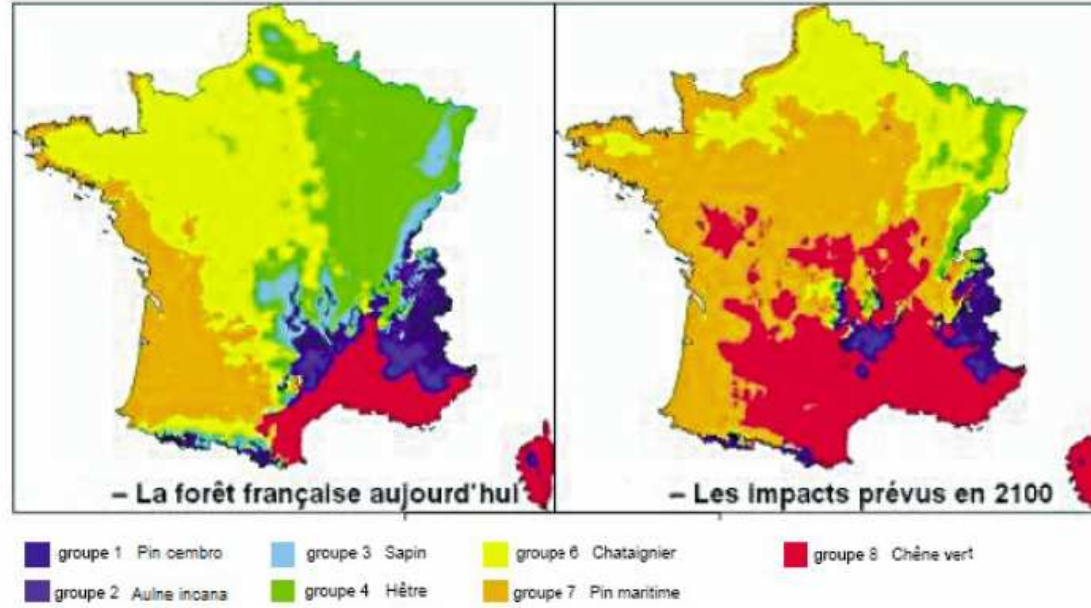 – La forêt française aujourd'hui
– Les impacts prévus en 2100
groupe 1 Pin cembro
groupe 3 Sapin
groupe 6 Chataignier
groupe 8 Chêne vert
groupe 2 Aulne incana
groupe 4 Hêtre
groupe 7 Pin maritime